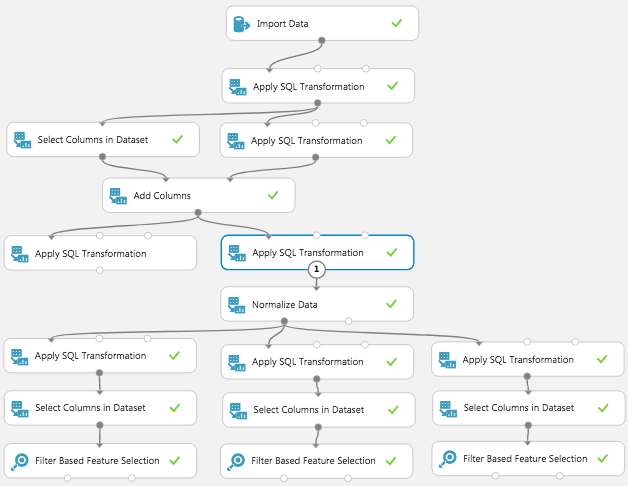 Import Data
Apply SQL Transformation
Select Columns in Dataset
Apply SQL Transformation
Add Columns
Apply SQL Transformation
Apply SQL Transformation
1
Normalize Data
Apply SQL Transformation
Apply SQL Transformation
Apply SQL Transformation
Select Columns in Dataset
Select Columns in Dataset
Select Columns in Dataset
Filter Based Feature Selection
Filter Based Feature Selection
Filter Based Feature Selection